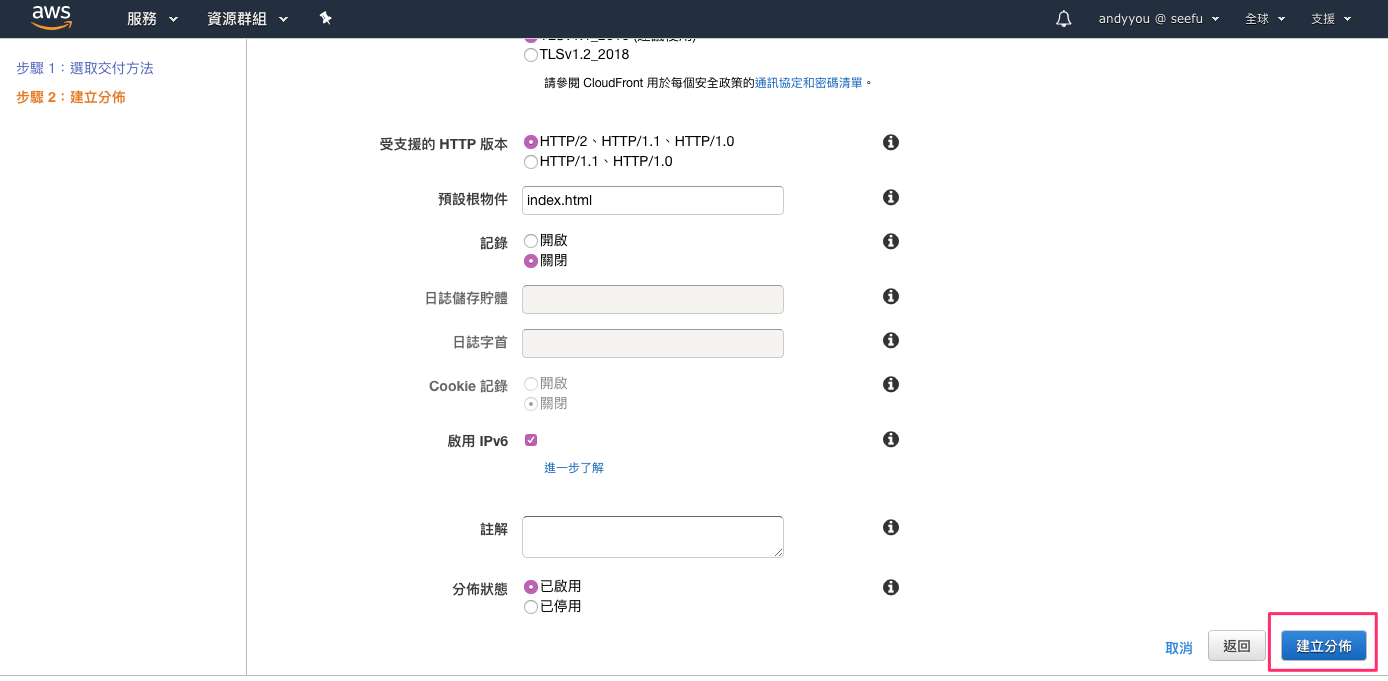 aws 服務 資源群組 andyyou @ seefu 全球 支援
步驟 1：選取交付方法
步驟 2：建立分佈
TLSv1.2_2018
請參閱 CloudFront 用於每個安全政策的通訊協定和密碼清單。
受支援的 HTTP 版本 HTTP/2、HTTP/1.1、HTTP/1.0
HTTP/1.1、HTTP/1.0
預設根物件 index.html
記錄 開啟
關閉
日誌儲存貯體
日誌字首
Cookie 記錄 開啟
關閉
啟用 IPv6
進一步了解
註解
分佈狀態 已啟用
已停用
取消 返回 建立分佈